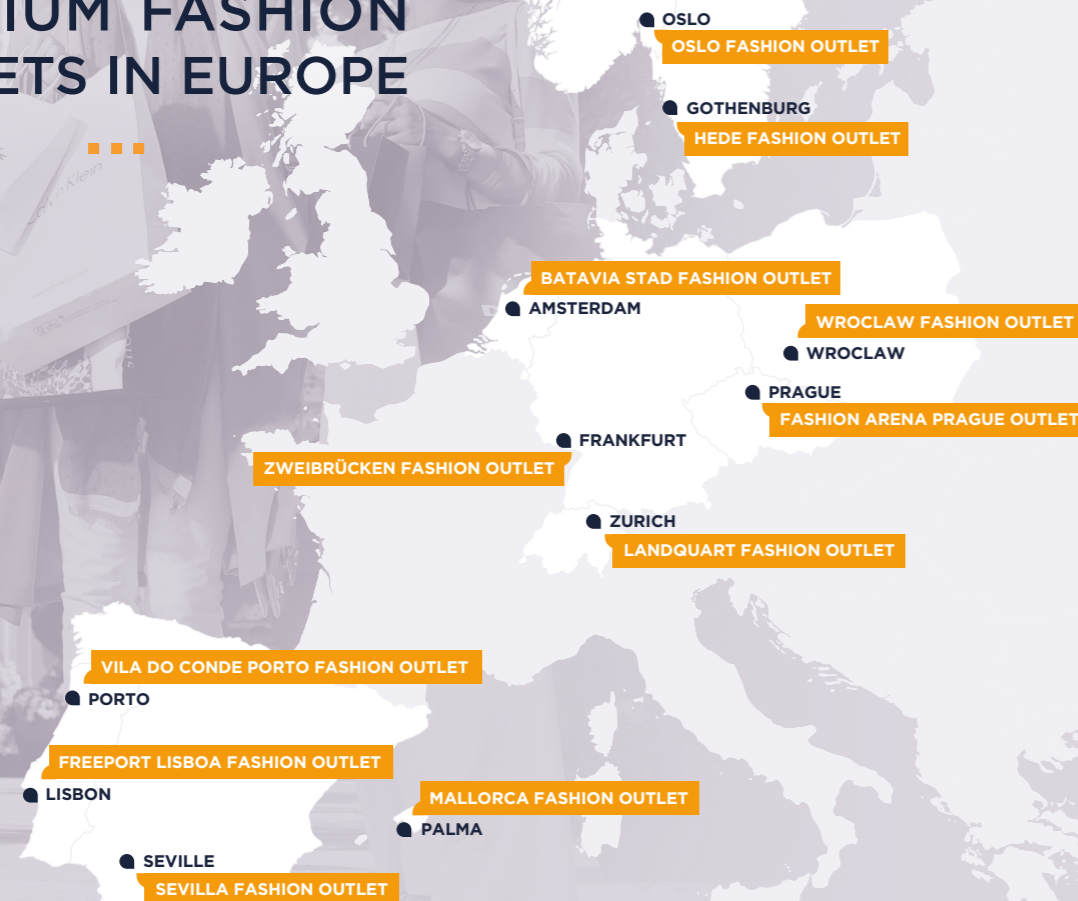 FASHION
IN EUROPE
OSLO
OSLO FASHION OUTLET
GOTHENBURG
HEDE FASHION OUTLET
Calvin Klein
BATAVIA STAD FASHION OUTLET
AMSTERDAM
WROCLAW FASHION OUTLET
WROCLAW
PRAGUE
FASHION ARENA PRAGUE OUTLET
FRANKFURT
ZWEIBRÜCKEN FASHION OUTLET
ZURICH
LANDQUART FASHION OUTLET
VILA DO CONDE PORTO FASHION OUTLET
PORTO
FREEPORT LISBOA FASHION OUTLET
LISBON
MALLORCA FASHION OUTLET
PALMA
SEVILLE
SEVILLA FASHION OUTLET